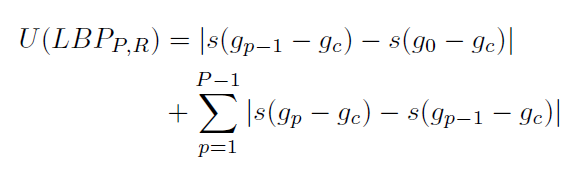 U(LBP_{P,R}) = |s(g_{p-1} - g_c) - s(g_0 - g_c)|
+ \sum_{p=1}^{P-1} |s(g_p - g_c) - s(g_{p-1} - g_c)|